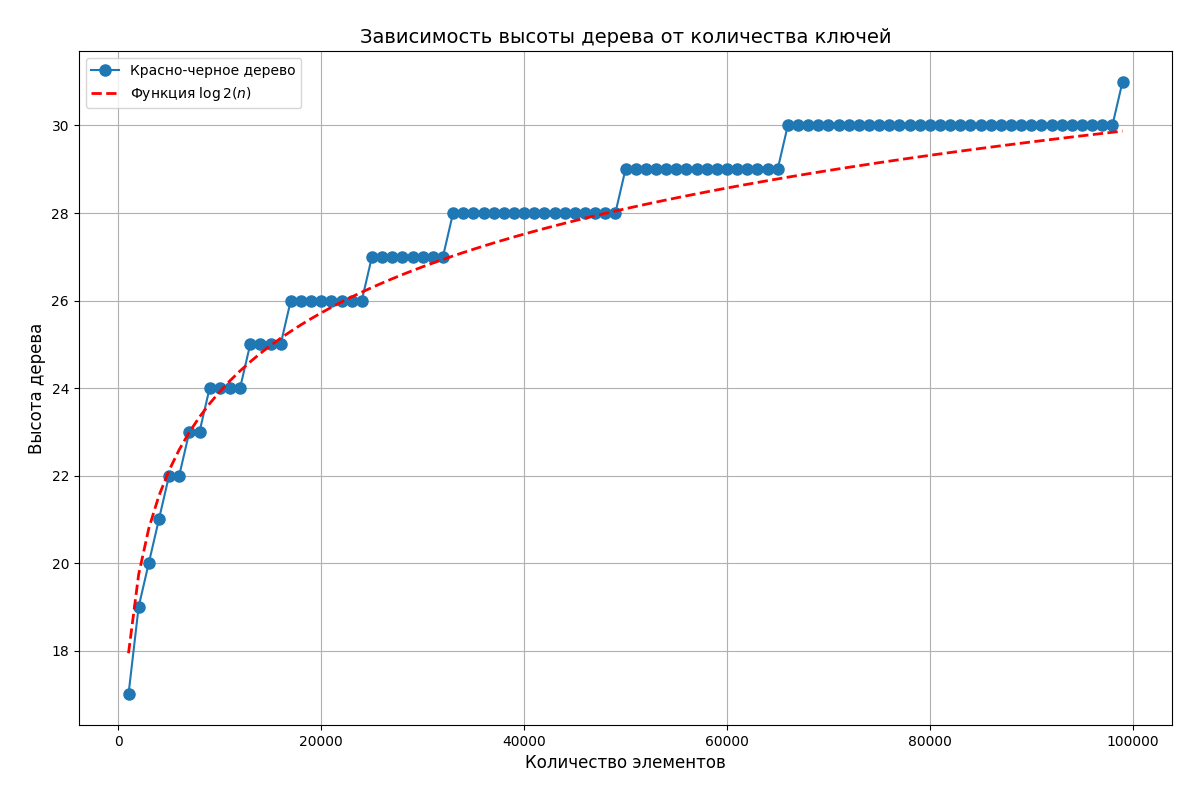 Зависимость высоты дерева от количества ключей
Красно-черное дерево
Функция log 2(n)
30
28
26
24
22
20
18
Высота дерева
0
20000
40000
60000
80000
100000
Количество элементов